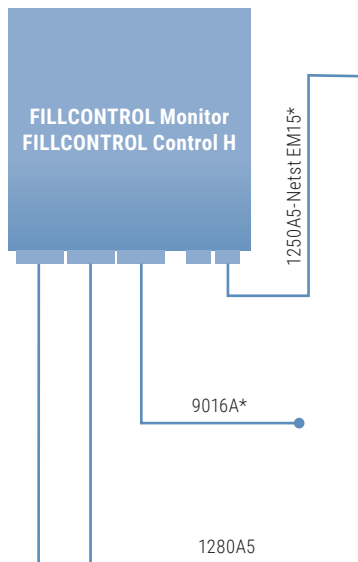 FILLCONTROL Monitor
FILLCONTROL Control H
1250A5-Netst EM15*
9016A*
1280A5